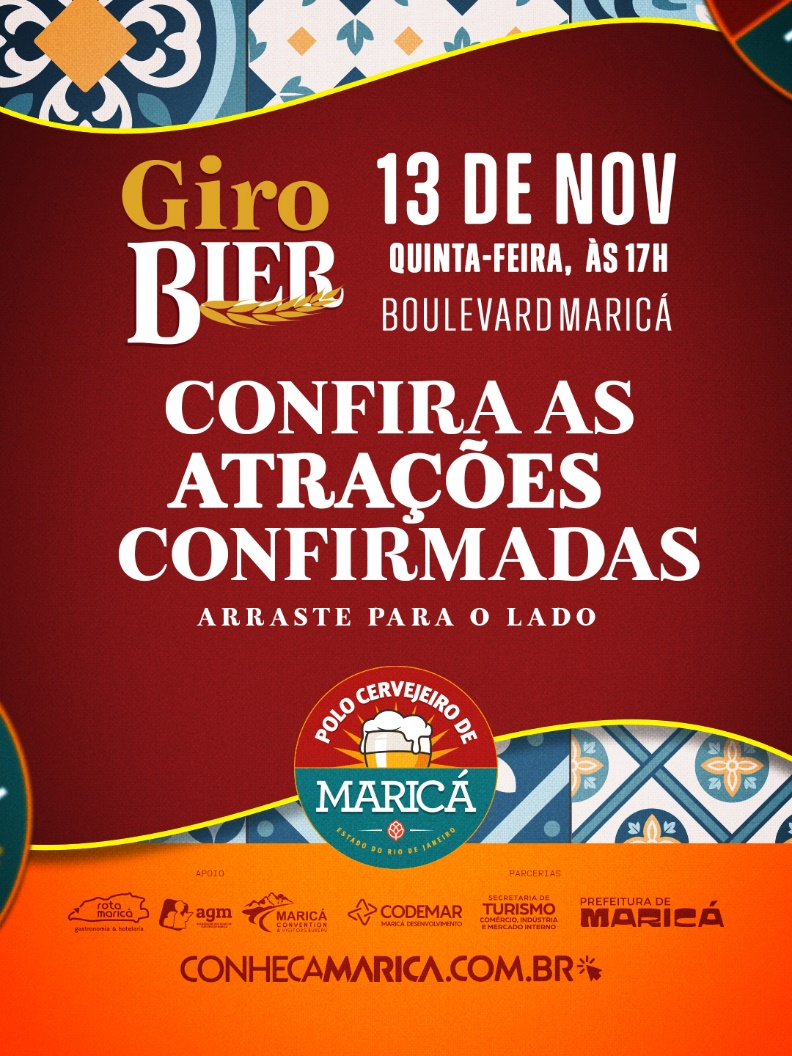 Giro
BIER
13 DE NOV
QUINTA-FEIRA, ÀS 17H
BOULEVARD MARICÁ
CONFIRA AS
ATRAÇÕES
CONFIRMADAS
ARRASTE PARA O LADO
POLO CERVEJEIRO DE
MARICÁ
ESTADO DO RIO DE JANEIRO
APOIO
PARCERIAS
rota
maricá
gastronomia & hotelaria
agm
MARICÁ
CONVENTION
& VISITORS BUREAU
CODEMAR
MARICÁ DESENVOLVIMENTO
SECRETARIA DE
TURISMO
COMÉRCIO, INDÚSTRIA
E MERCADO INTERNO
PREFEITURA DE
MARICÁ
CONHECAMARICA.COM.BR